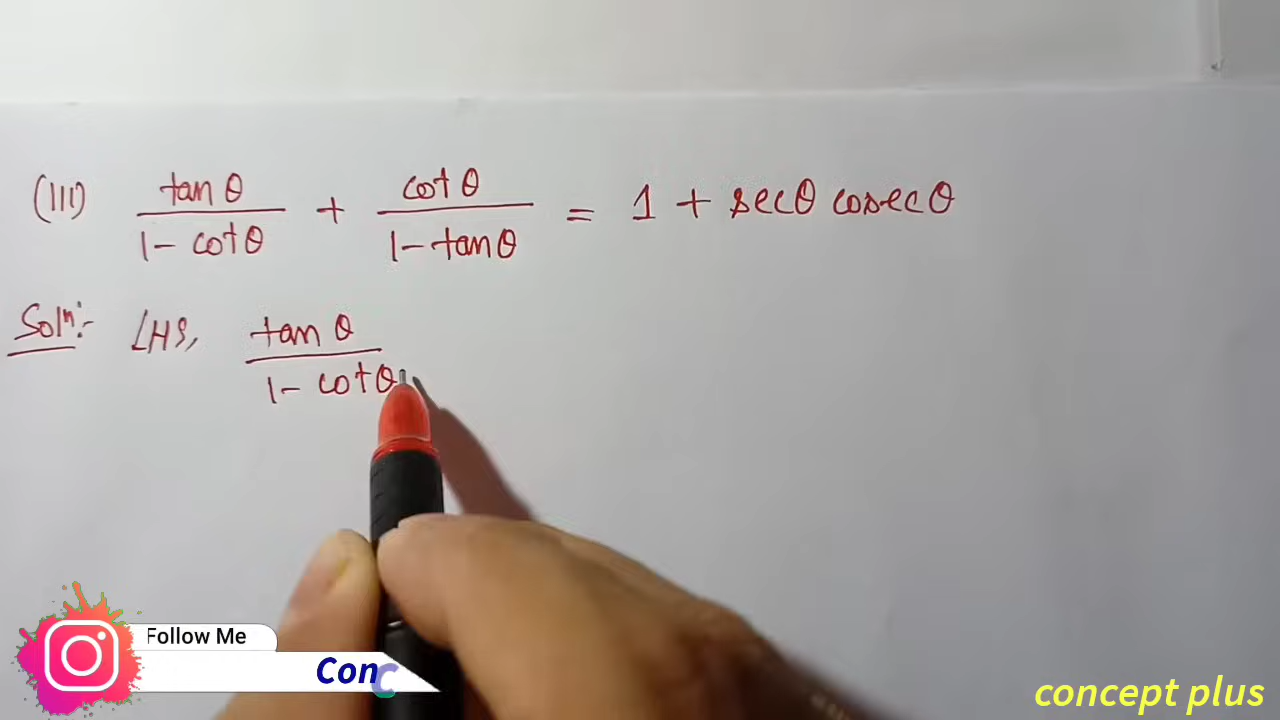 (III) tanθ / 1 - cotθ + cotθ / 1 - tanθ = 1 + secθ cosecθ
Solⁿ:- LHS, tanθ / 1 - cotθ
Follow Me
Conc
concept plus